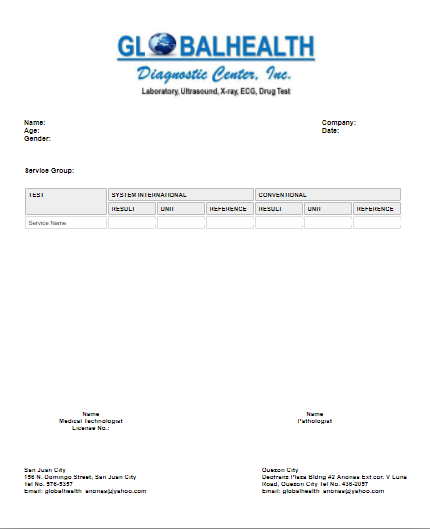 GLOBALHEALTH
Diagnostic Center, Inc.
Laboratory, Ultrasound, X-ray, ECG, Drug Test
Name: Company:
Age: Date:
Gender:
Service Group:
TEST SYSTEM INTERNATIONAL CONVENTIONAL
RESULT UNIT REFERENCE RESULT UNIT REFERENCE
Service Name
Name Name
Medical Technologist Pathologist
License No.:
San Juan City
156 N. Domingo Street, San Juan City
Tel No. 576-5357
Email: globalhealth_anonas@yahoo.com
Quezon City
Deofranz Plaza Bldng 42 Anonas Ext cor. V Luna
Road, Quezon City Tel No. 436-2057
Email: globalhealth_anonas@yahoo.com